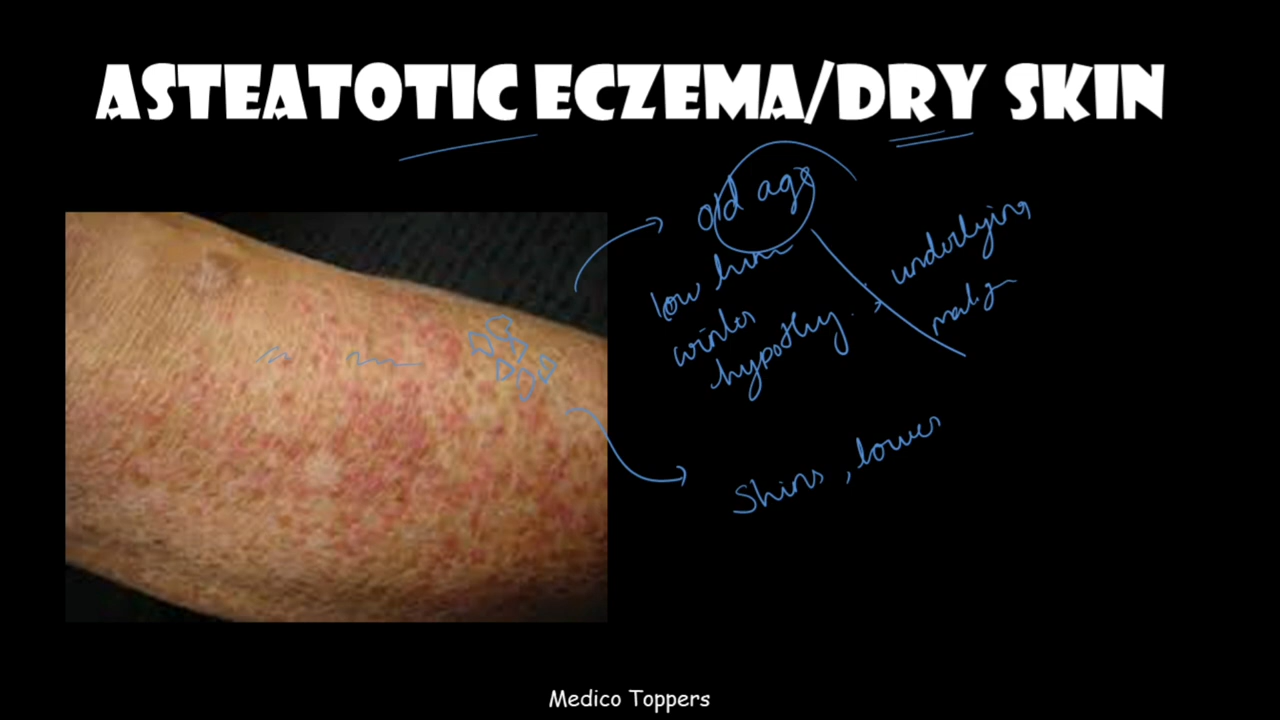 ASTEATOTIC ECZEMA/DRY SKIN
old age
low hum
winter
hypothy.
underlying
malig
Shins, lower
Medico Toppers